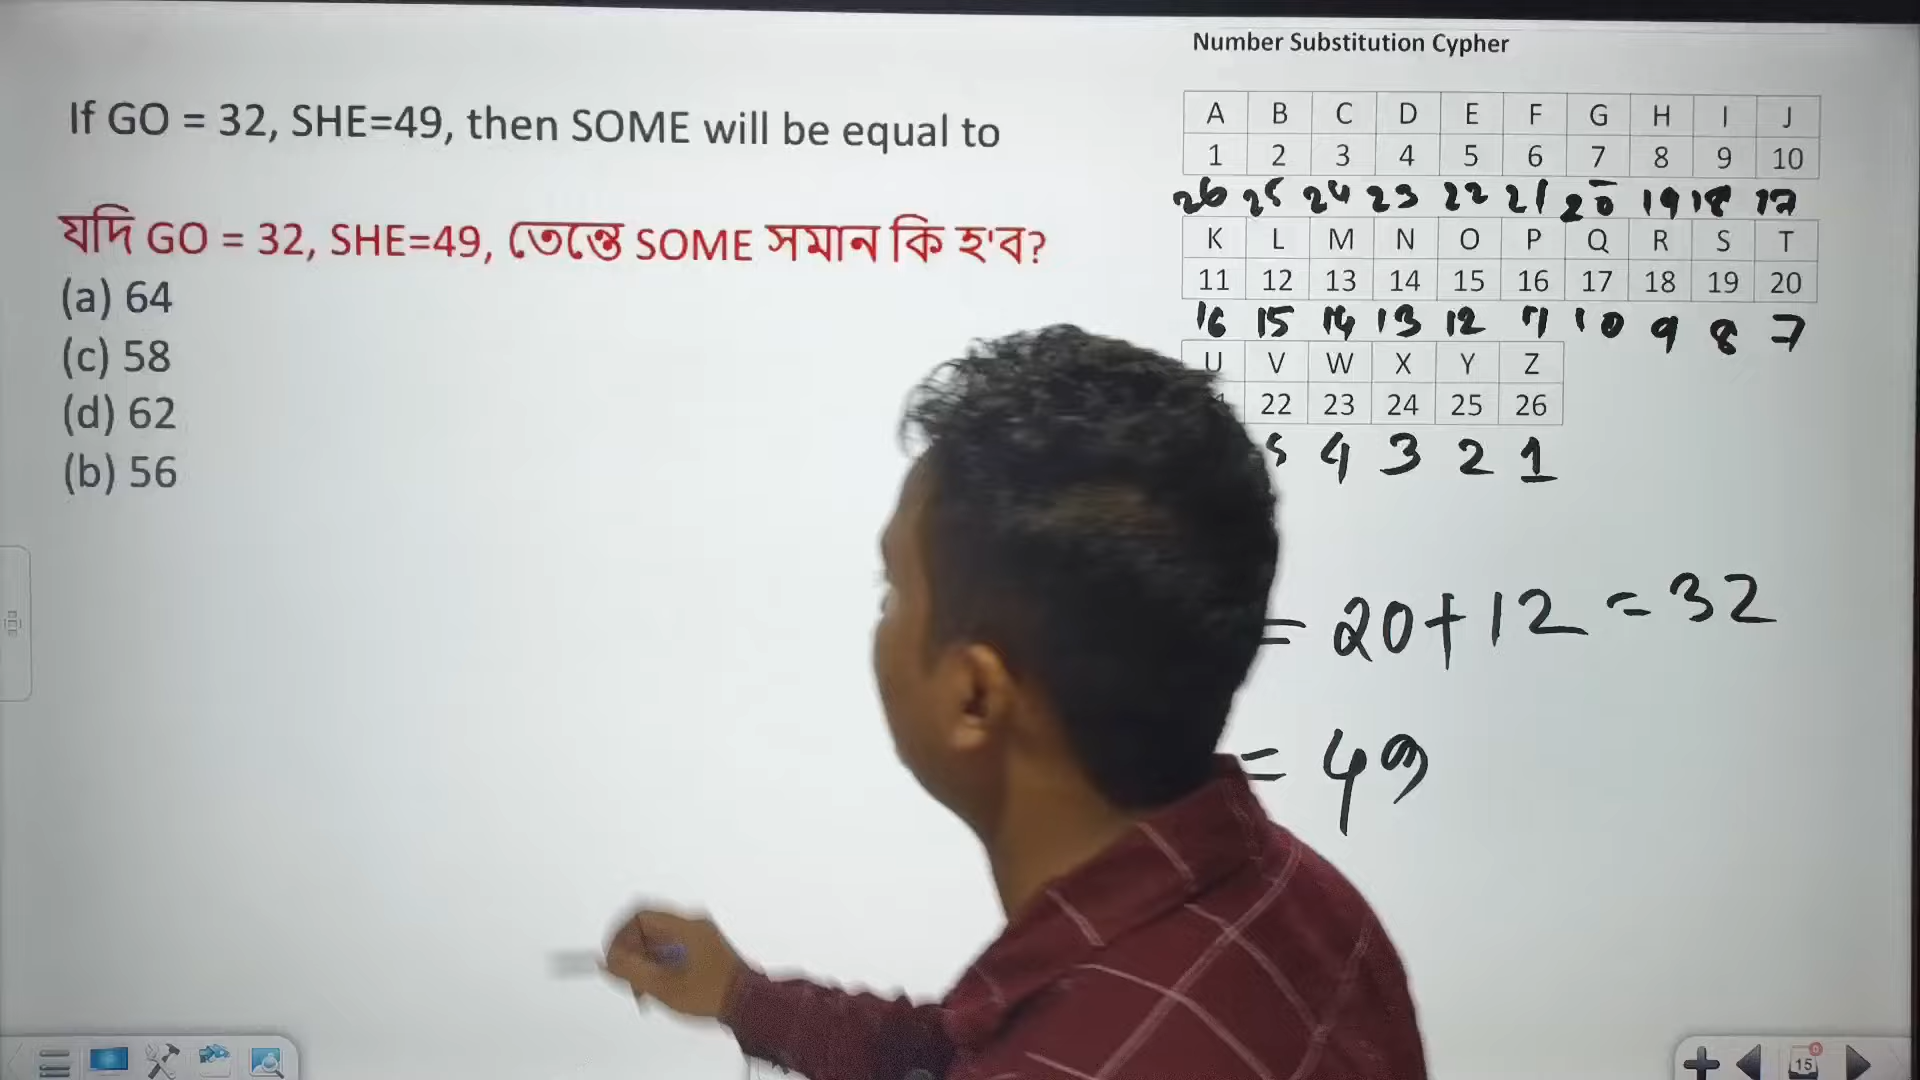 If GO = 32, SHE=49, then SOME will be equal to
যদি GO = 32, SHE=49, তেন্তে SOME সমান কি হ'ব?
(a) 64
(c) 58
(d) 62
(b) 56
Number Substitution Cypher
A B C D E F G H I J
1 2 3 4 5 6 7 8 9 10
26 25 24 23 22 21 20 19 18 17
K L M N O P Q R S T
11 12 13 14 15 16 17 18 19 20
16 15 14 13 12 11 10 9 8 7
U V W X Y Z
22 23 24 25 26
5 4 3 2 1
= 20+12 = 32
= 49
15